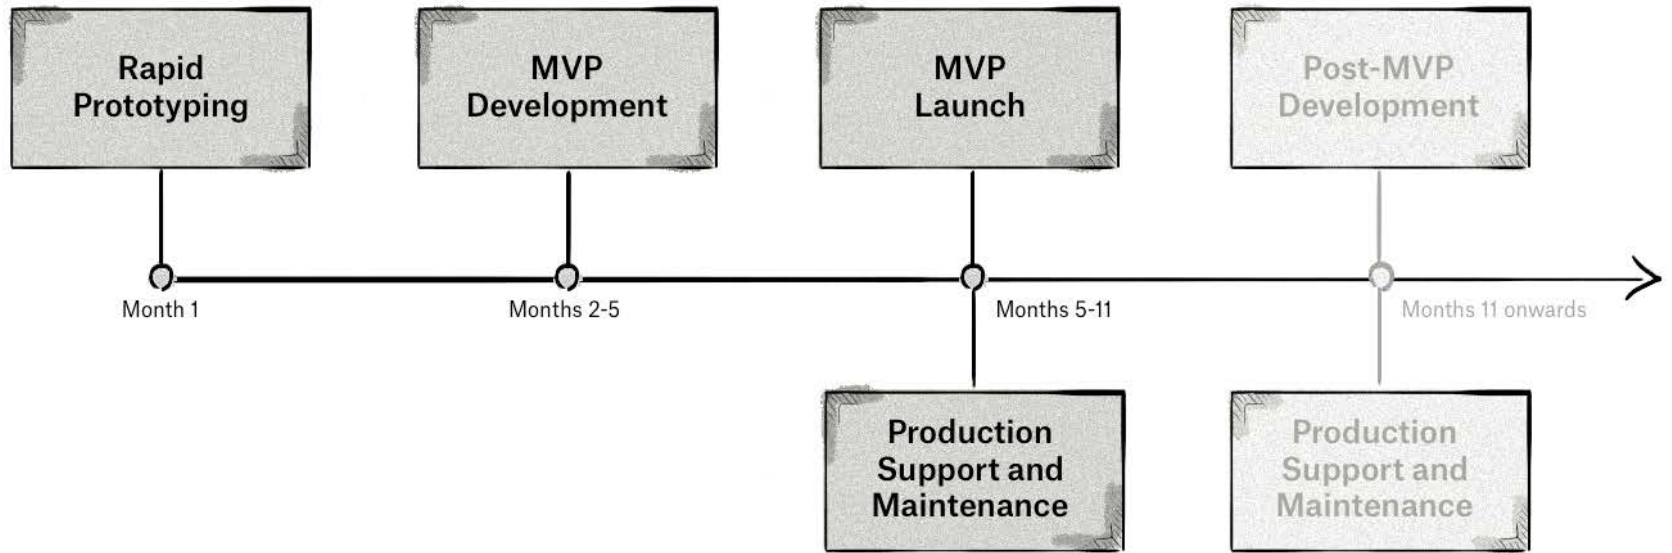 Rapid
Prototyping
MVP
Development
MVP
Launch
Post-MVP
Development
Month 1
Months 2-5
Months 5-11
Months 11 onwards
Production
Support and
Maintenance
Production
Support and
Maintenance